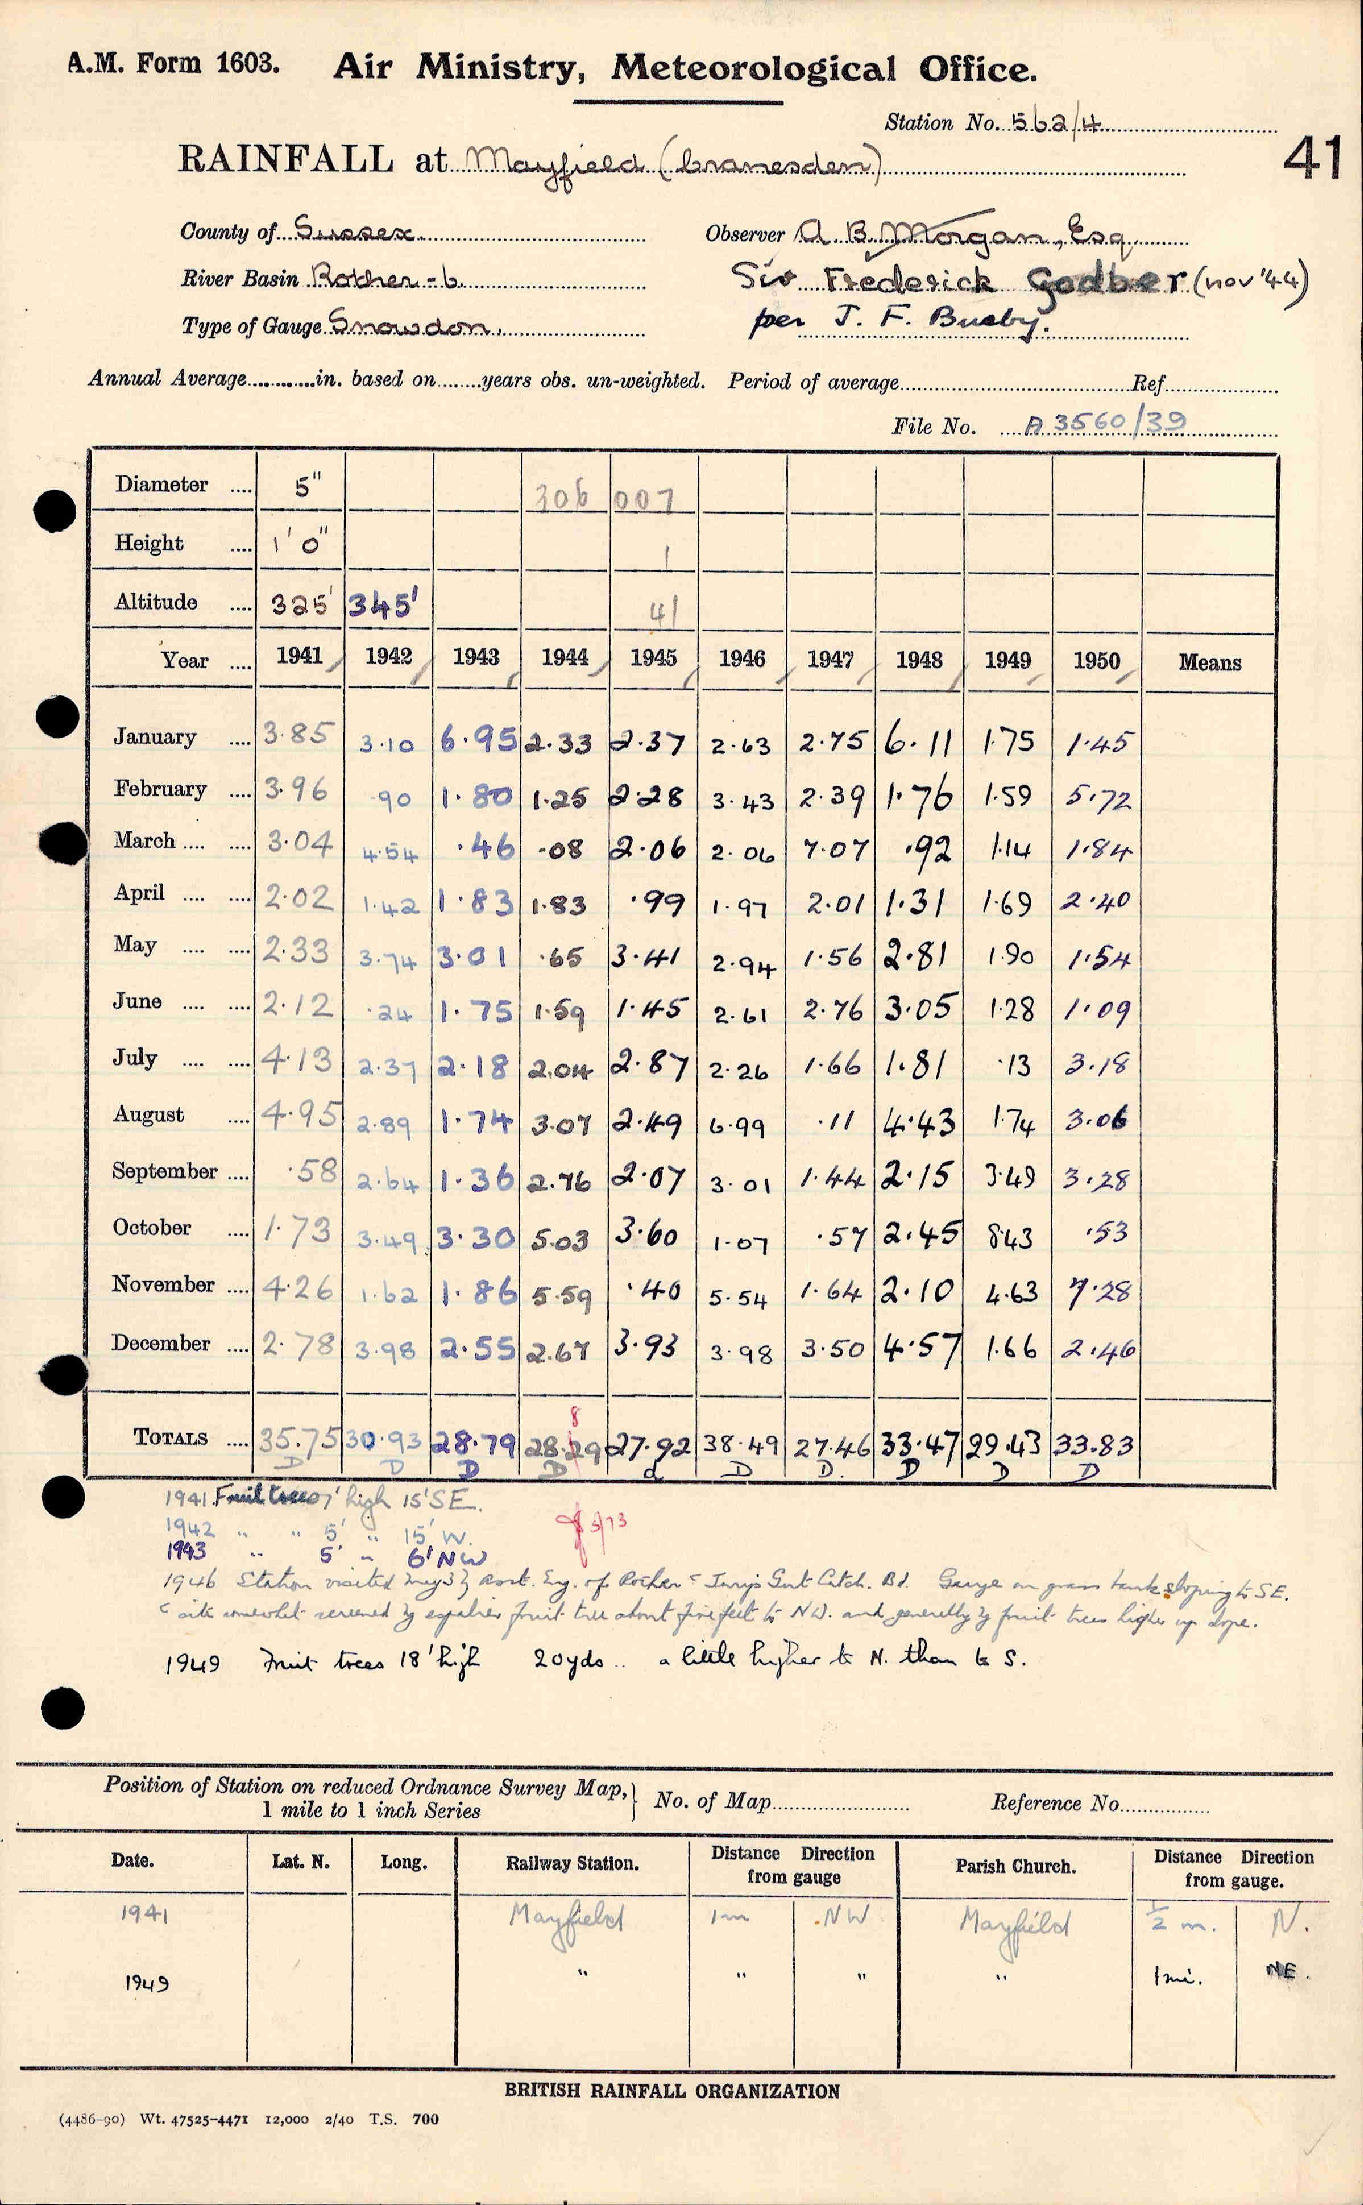 A.M. Form 1603. Air Ministry, Meteorological Office.
Station No. 562/4
41
RAINFALL at Mayfield (Cranesden)
County of Sussex
Observer A B Morgan, Esq.
River Basin Rother - 6
Sir Frederick Godber (nov '44)
Type of Gauge Snowdon.
per J. F. Busby.
Annual Average in. based on years obs. un-weighted. Period of average Ref
File No. A 3560/39
Diameter .... 5" 306 007
Height .... 1' 0" 1
Altitude .... 325' 345' 41
Year .... 1941 1942 1943 1944 1945 1946 1947 1948 1949 1950 Means
January .... 3.85 3.10 6.95 2.33 2.37 2.63 2.75 6.11 1.75 1.45
February .... 3.96 .90 1.80 1.25 2.28 3.43 2.39 1.76 1.59 5.72
March .... .... 3.04 4.54 .46 .08 2.06 2.06 7.07 .92 1.14 1.84
April .... .... 2.02 1.42 1.83 1.83 .99 1.97 2.01 1.31 1.69 2.40
May .... .... 2.33 3.74 3.01 .65 3.41 2.94 1.56 2.81 1.90 1.54
June .... .... 2.12 .24 1.75 1.59 1.45 2.61 2.76 3.05 1.28 1.09
July .... .... 4.13 2.37 2.18 2.04 2.87 2.26 1.66 1.81 .13 3.18
August .... 4.95 2.89 1.74 3.07 2.49 6.99 .11 4.43 1.74 3.06
September .... .58 2.64 1.36 2.76 2.07 3.01 1.44 2.15 3.49 3.28
October .... 1.73 3.49 3.30 5.03 3.60 1.07 .57 2.45 8.43 .53
November .... 4.26 1.62 1.86 5.59 .40 5.54 1.64 2.10 4.63 7.28
December .... 2.78 3.98 2.55 2.67 3.93 3.98 3.50 4.57 1.66 2.46
8
TOTALS .... 35.75 30.93 28.79 28.29 27.92 38.49 27.46 33.47 29.43 33.83
D D D D d D D. D D D
1941 Fruit trees 7' high 15' SE.
1942 " " 5' " 15' W.
5/73
1943 " 5' " 6' NW
1946 Station visited May 31 by Asst. Eng. of Rother & Jury's Gut Catch. Bd. Gauge on grass bank sloping to SE.
site somewhat screened by espalier fruit tree about five feet to NW. and generally by fruit trees higher up slope.
1949 Fruit trees 18' high 20yds .. a little higher to N. than to S.
Position of Station on reduced Ordnance Survey Map, 1 mile to 1 inch Series } No. of Map Reference No.
Date. Lat. N. Long. Railway Station. Distance Direction from gauge Parish Church. Distance Direction from gauge.
1941 Mayfield 1m NW Mayfield 1/2 m. N.
1949 " " " " 1 mi. NE.
BRITISH RAINFALL ORGANIZATION
(4486-90) Wt. 47525-4471 12,000 2/40 T.S. 700